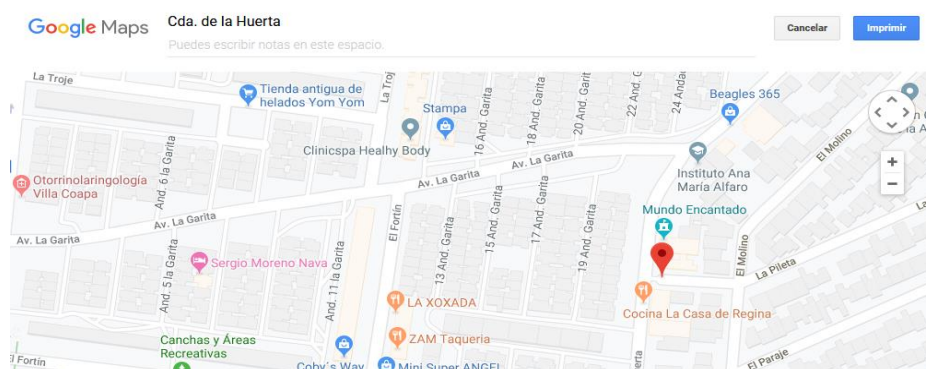 Google Maps
Cda. de la Huerta
Puedes escribir notas en este espacio.
Cancelar
Imprimir
La Troje
Tienda antigua de
helados Yom Yom
La Troj
Stampa
Clinicspa Healhy Body
16 And. Garita
18 And. Garita
20 And. Garit
22 And. G
24 Andad
Beagles 365
El Molino
Instituto Ana
María Alfaro
Otorrinolaringología
Villa Coapa
And. 6 la Garita
Av. La Garita
Av. La Garita
Av. La Garita
Av. La Garita
Mundo Encantado
El Fortín
13 And. Garita
15 And. Garita
17 And. Garita
19 And. Garita
Sergio Moreno Nava
And. 5 la Garita
And. 11 la Garita
El Molino
La Pileta
LA XOXADA
Cocina La Casa de Regina
ZAM Taqueria
Canchas y Áreas
Recreativas
Fortín
Coby's Way
Mini Super ANGEL
erta
El Paraje